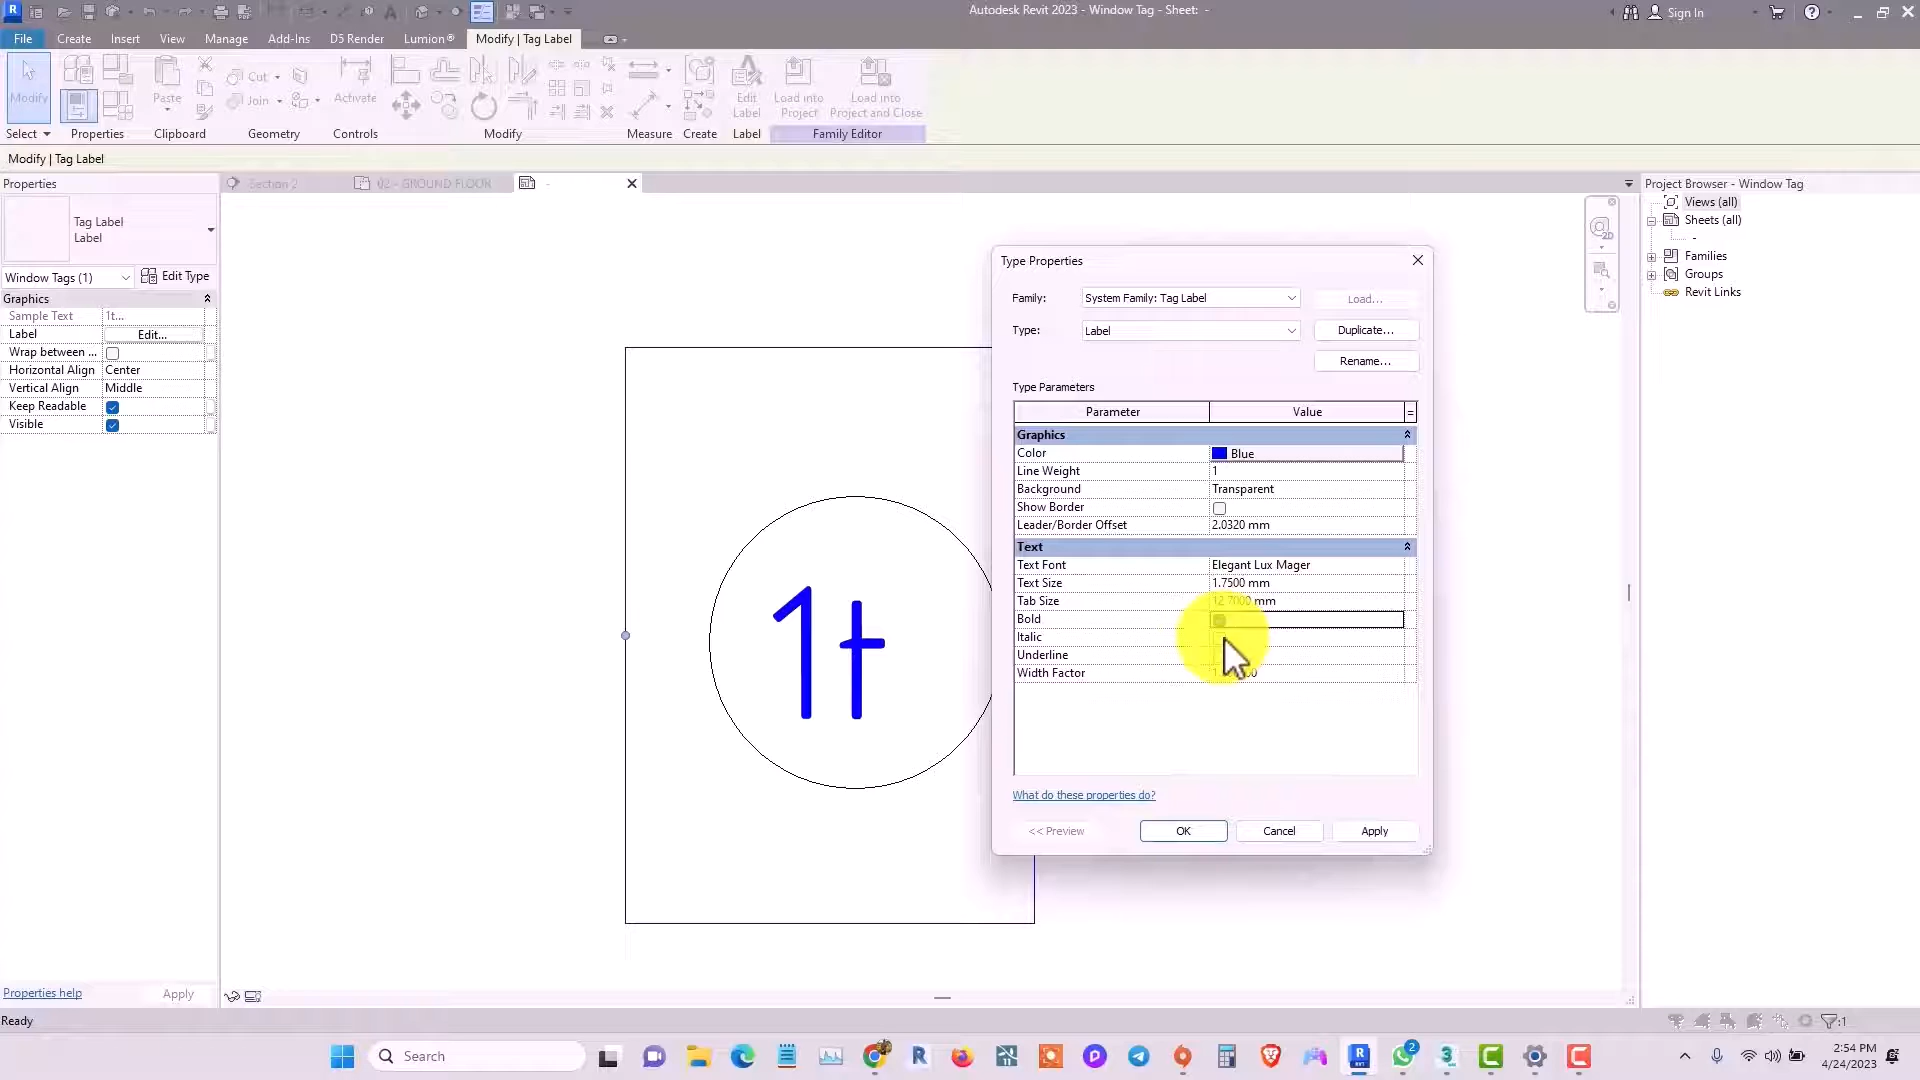 Autodesk Revit 2023 - Window Tag - Sheet: -
Sign In
File
Create
Insert
View
Manage
Add-Ins
D5 Render
Lumion®
Modify | Tag Label
Modify
Paste
Cut
Join
Activate
Edit Label
Load into Project
Load into Project and Close
Select
Properties
Clipboard
Geometry
Controls
Modify
Measure
Create
Label
Family Editor
Modify | Tag Label
Properties
Section 2
02 - GROUND FLOOR
-
Project Browser - Window Tag
Tag Label
Label
Window Tags (1)
Edit Type
Graphics
Sample Text 1t...
Label Edit...
Wrap between ...
Horizontal Align Center
Vertical Align Middle
Keep Readable
Visible
Properties help
Apply
1t
Type Properties
Family: System Family: Tag Label Load...
Type: Label Duplicate...
Rename...
Type Parameters
Parameter Value =
Graphics
Color Blue
Line Weight 1
Background Transparent
Show Border
Leader/Border Offset 2.0320 mm
Text
Text Font Elegant Lux Mager
Text Size 1.7500 mm
Tab Size 12.7000 mm
Bold
Italic
Underline
Width Factor
What do these properties do?
<< Preview OK Cancel Apply
2D
Views (all)
Sheets (all)
-
Families
Groups
Revit Links
Ready
:1
Search
2
2:54 PM
4/24/2023